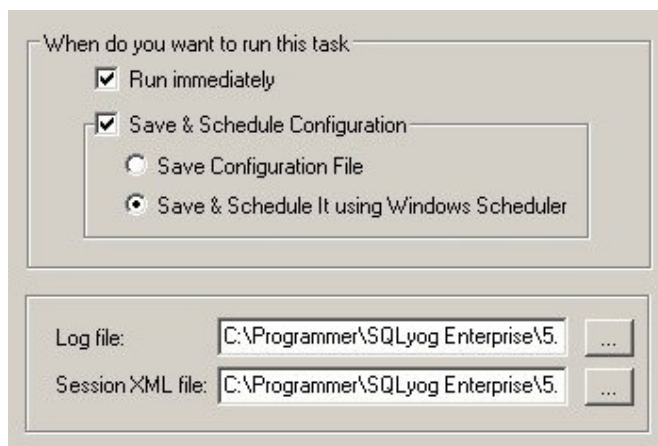 When do you want to run this task
Run immediately
Save & Schedule Configuration
Save Configuration File
Save & Schedule It using Windows Scheduler
Log file: C:\Programmer\SQLyog Enterprise\5. ...
Session XML file: C:\Programmer\SQLyog Enterprise\5. ...